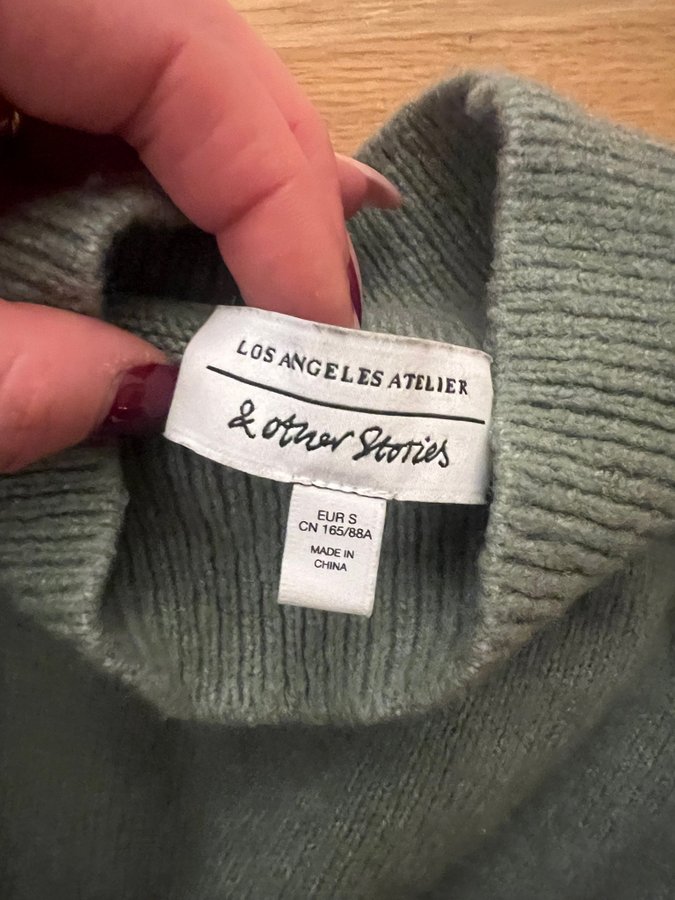 LOS ANGELES ATELIER
& other Stories
EUR S
CN 165/88A
MADE IN
CHINA